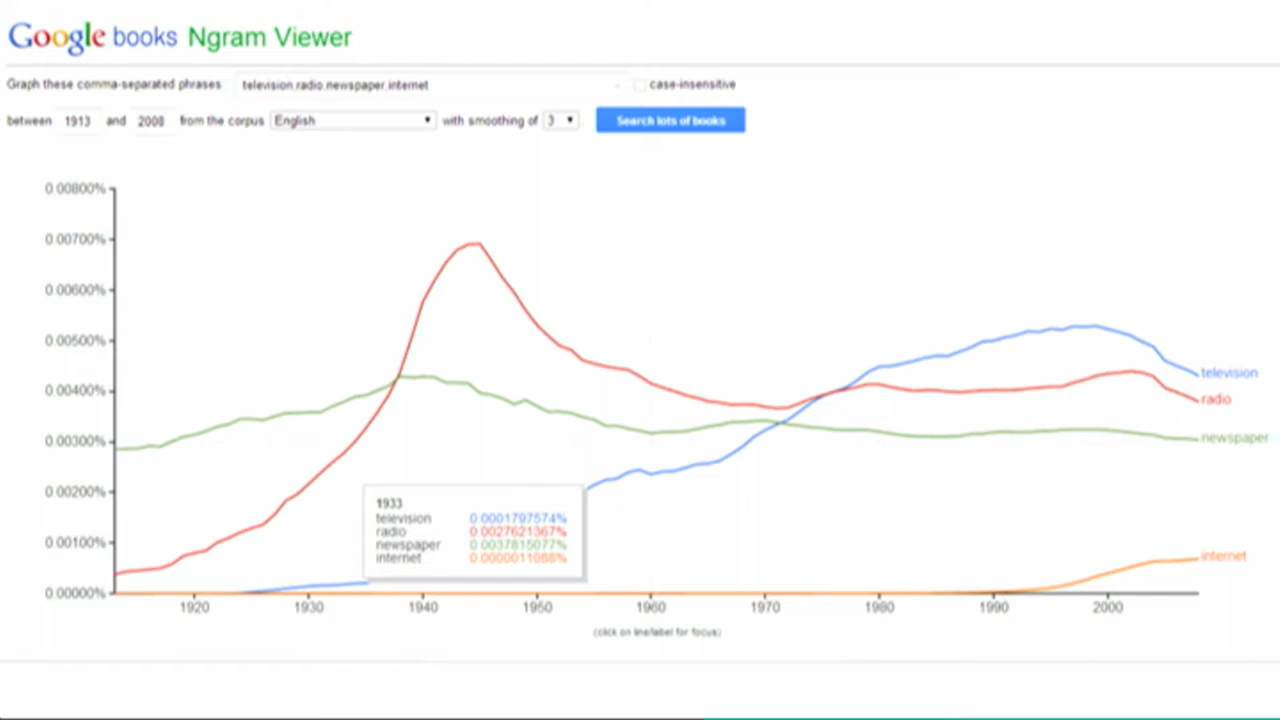 Google books Ngram Viewer
Graph these comma-separated phrases television,radio,newspaper,internet case-insensitive
between 1913 and 2008 from the corpus English with smoothing of 3 Search lots of books
0.00800%
0.00700%
0.00600%
0.00500%
0.00400%
0.00300%
0.00200%
0.00100%
0.00000%
television
radio
newspaper
internet
1933
television 0.0001797574%
radio 0.0027621367%
newspaper 0.0037815077%
internet 0.0000011088%
1920 1930 1940 1950 1960 1970 1980 1990 2000
(click on line/label for focus)